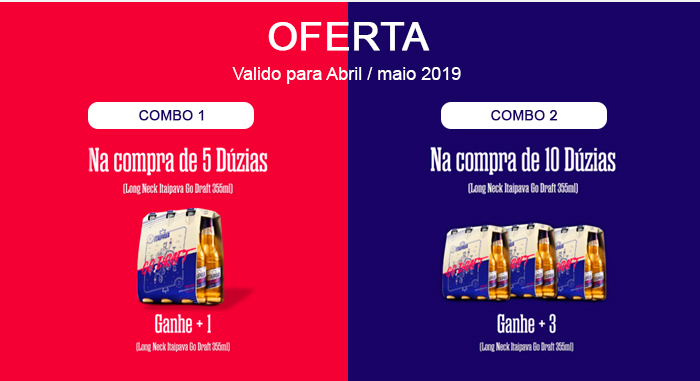 OFERTA
Valido para Abril / maio 2019
COMBO 1
Na compra de 5 Dúzias
(Long Neck Itaipava Go Draft 355ml)
GO DRAFT
Ganhe + 1
(Long Neck Itaipava Go Draft 355ml)
COMBO 2
Na compra de 10 Dúzias
(Long Neck Itaipava Go Draft 355ml)
Ganhe + 3
(Long Neck Itaipava Go Draft 355ml)